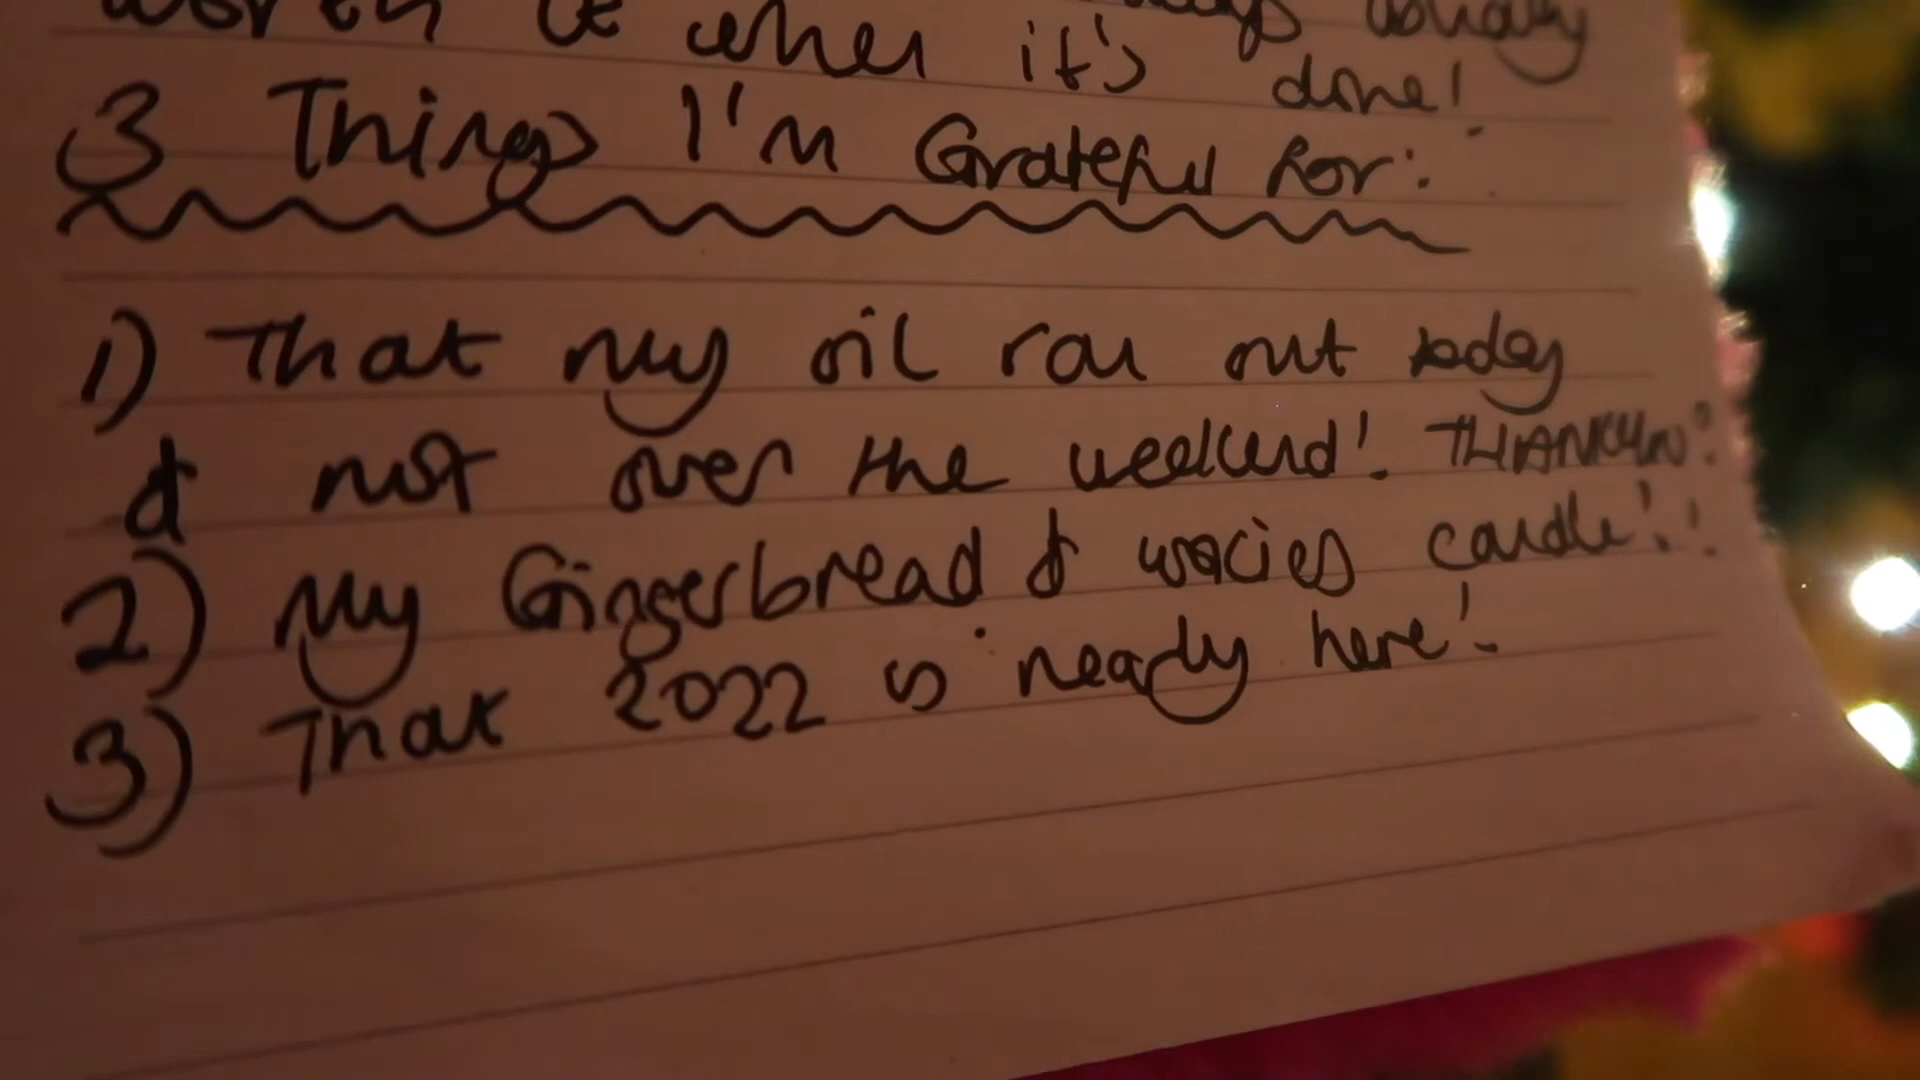 worth it when it's done!
3 Things I'm Grateful for:
1) That my oil ran out today
& not over the weekend! THANKYOU!
2) My Gingerbread & candle!!
3) That 2022 is nearly here!